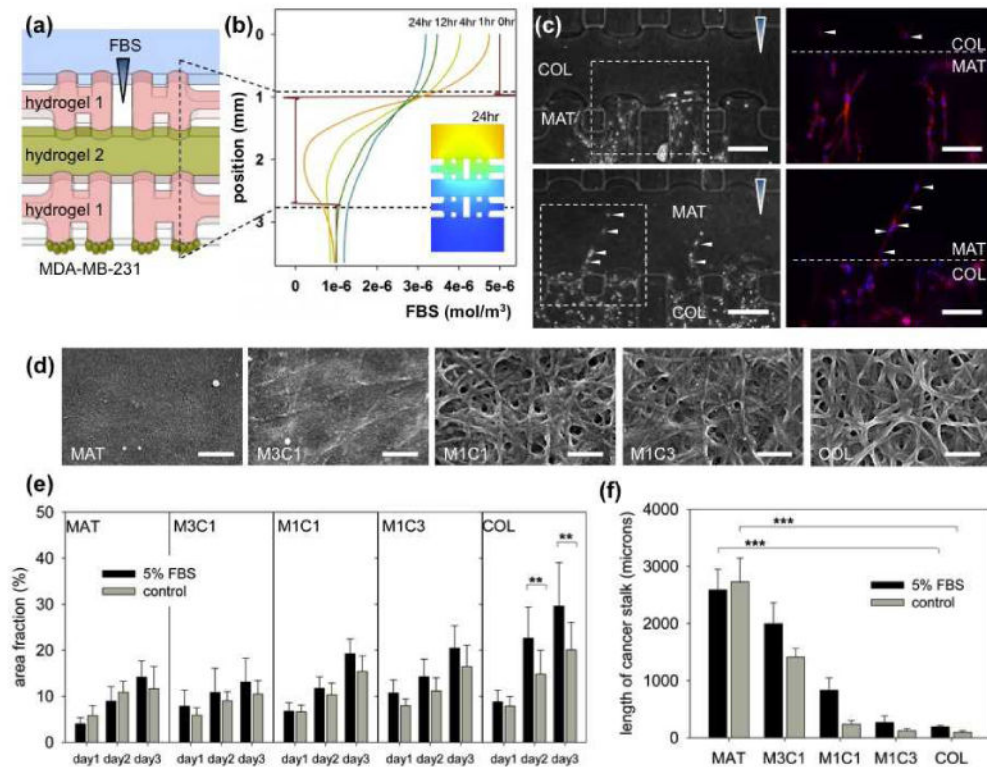 (a)
FBS
hydrogel 1
hydrogel 2
hydrogel 1
MDA-MB-231
(b)
24hr 12hr 4hr 1hr 0hr
0
1
2
3
position (mm)
24hr
0 1e-6 2e-6 3e-6 4e-6 5e-6
FBS (mol/m³)
(c)
COL
MAT
COL
MAT
MAT
COL
MAT
COL
(d)
MAT
M3C1
M1C1
M1C3
COL
(e)
50
40
30
20
10
0
area fraction (%)
MAT M3C1 M1C1 M1C3 COL
5% FBS
control
**
**
day1 day2 day3 day1 day2 day3 day1 day2 day3 day1 day2 day3 day1 day2 day3
(f)
4000
3000
2000
1000
0
length of cancer stalk (microns)
***
***
5% FBS
control
MAT M3C1 M1C1 M1C3 COL